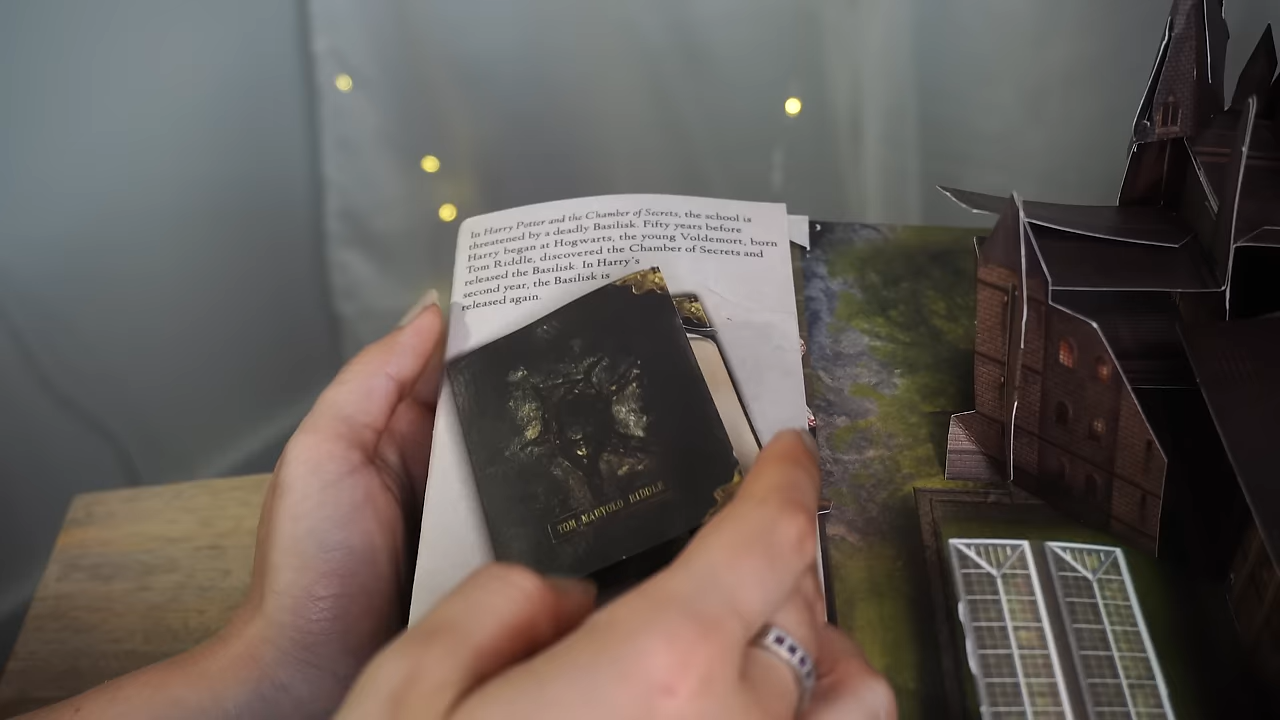 In Harry Potter and the Chamber of Secrets, the school is
threatened by a deadly Basilisk. Fifty years before
Harry began at Hogwarts, the young Voldemort, born
Tom Riddle, discovered the Chamber of Secrets and
released the Basilisk. In Harry's
second year, the Basilisk is
released again.
TOM MARVOLO RIDDLE